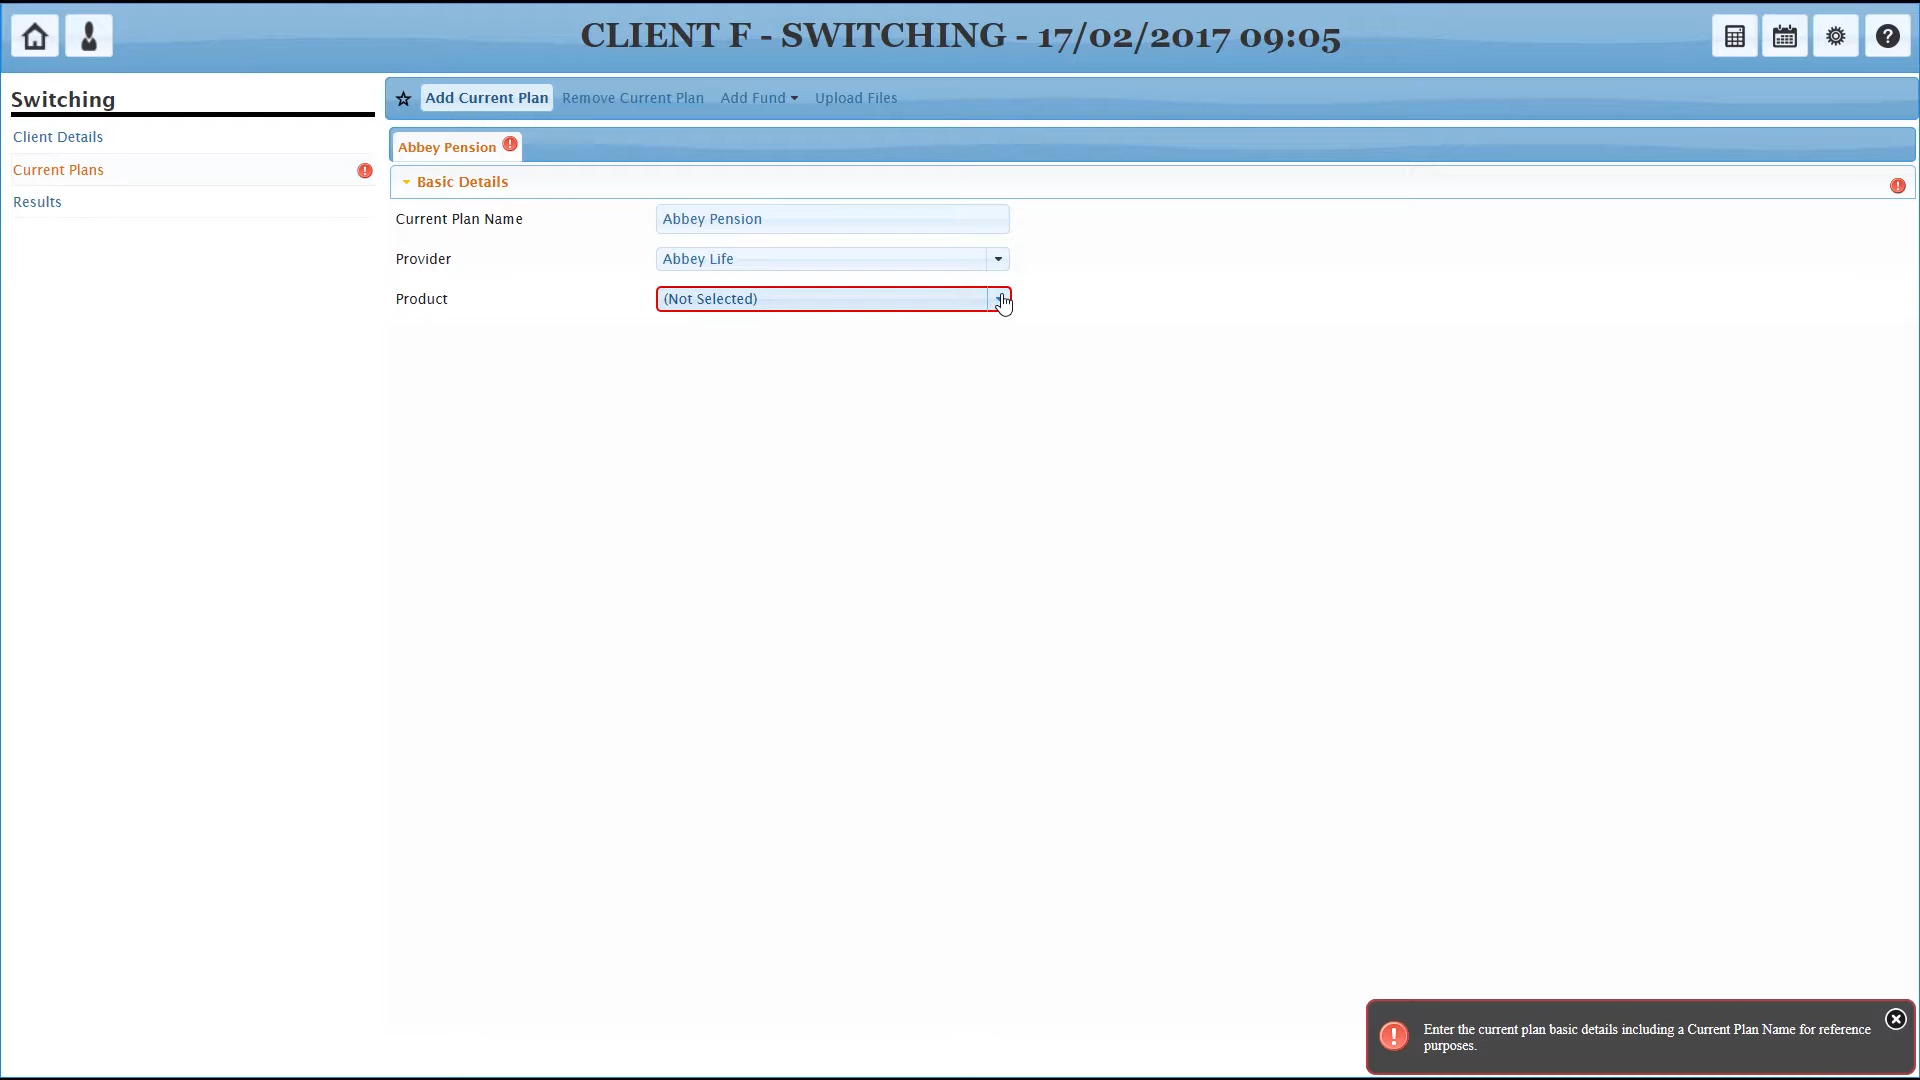 CLIENT F - SWITCHING - 17/02/2017 09:05
Switching
Client Details
Current Plans
Results
Add Current Plan Remove Current Plan Add Fund Upload Files
Abbey Pension
Basic Details
Current Plan Name Abbey Pension
Provider Abbey Life
Product (Not Selected)
Enter the current plan basic details including a Current Plan Name for reference
purposes.